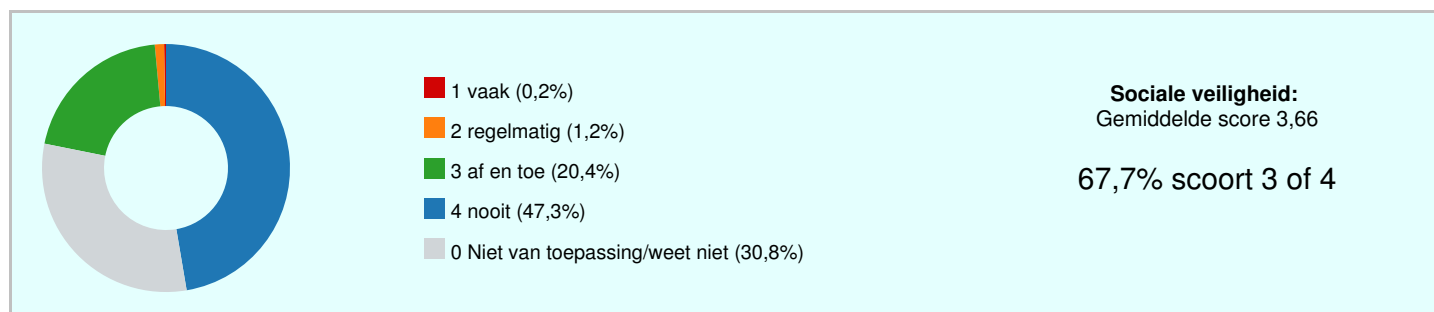 1 vaak (0,2%)
2 regelmatig (1,2%)
3 af en toe (20,4%)
4 nooit (47,3%)
0 Niet van toepassing/weet niet (30,8%)
Sociale veiligheid:
Gemiddelde score 3,66
67,7% scoort 3 of 4